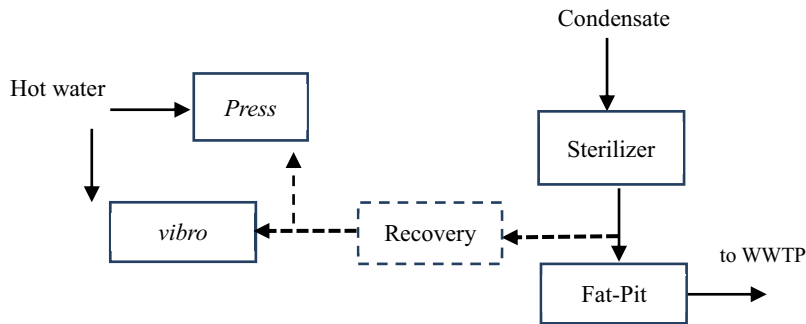 Condensate
Hot water
Press
Sterilizer
vibro
Recovery
to WWTP
Fat-Pit